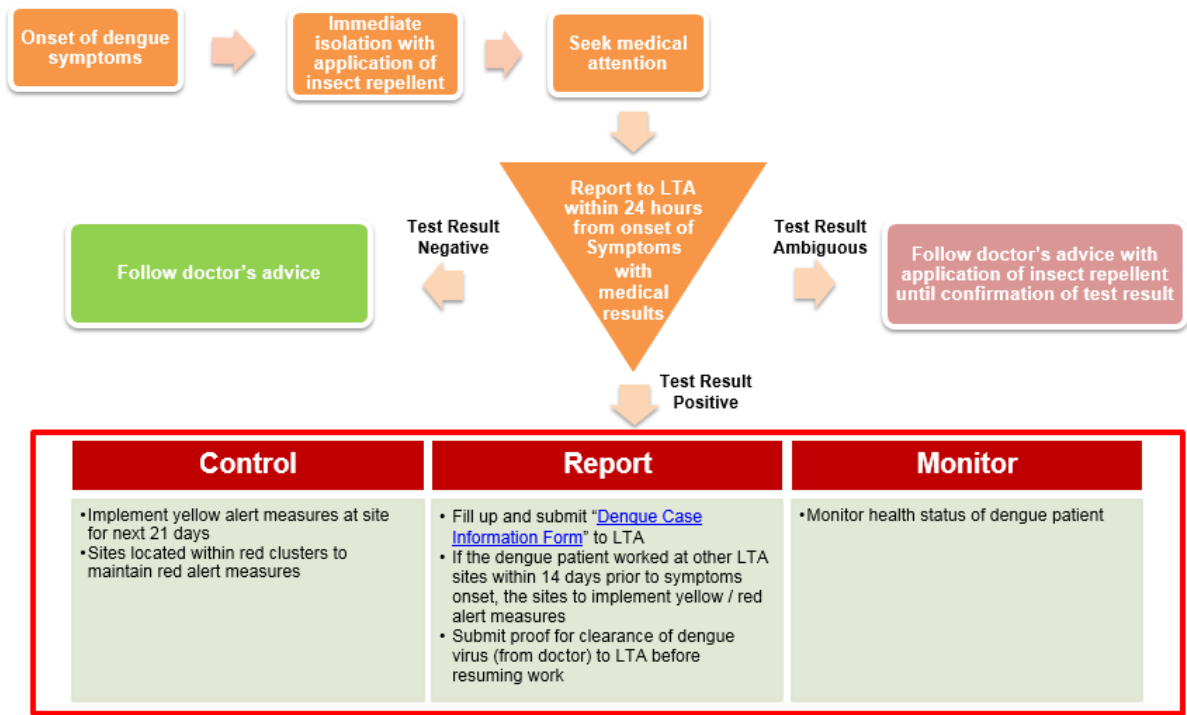 Onset of dengue
symptoms
Immediate
isolation with
application of
insect repellent
Seek medical
attention
Report to LTA
within 24 hours
from onset of
Symptoms
with
medical
results
Test Result
Negative
Follow doctor's advice
Test Result
Ambiguous
Follow doctor's advice with
application of insect repellent
until confirmation of test result
Test Result
Positive
Control
•Implement yellow alert measures at site
for next 21 days
•Sites located within red clusters to
maintain red alert measures
Report
• Fill up and submit “Dengue Case
Information Form” to LTA
• If the dengue patient worked at other LTA
sites within 14 days prior to symptoms
onset, the sites to implement yellow / red
alert measures
• Submit proof for clearance of dengue
virus (from doctor) to LTA before
resuming work
Monitor
•Monitor health status of dengue patient